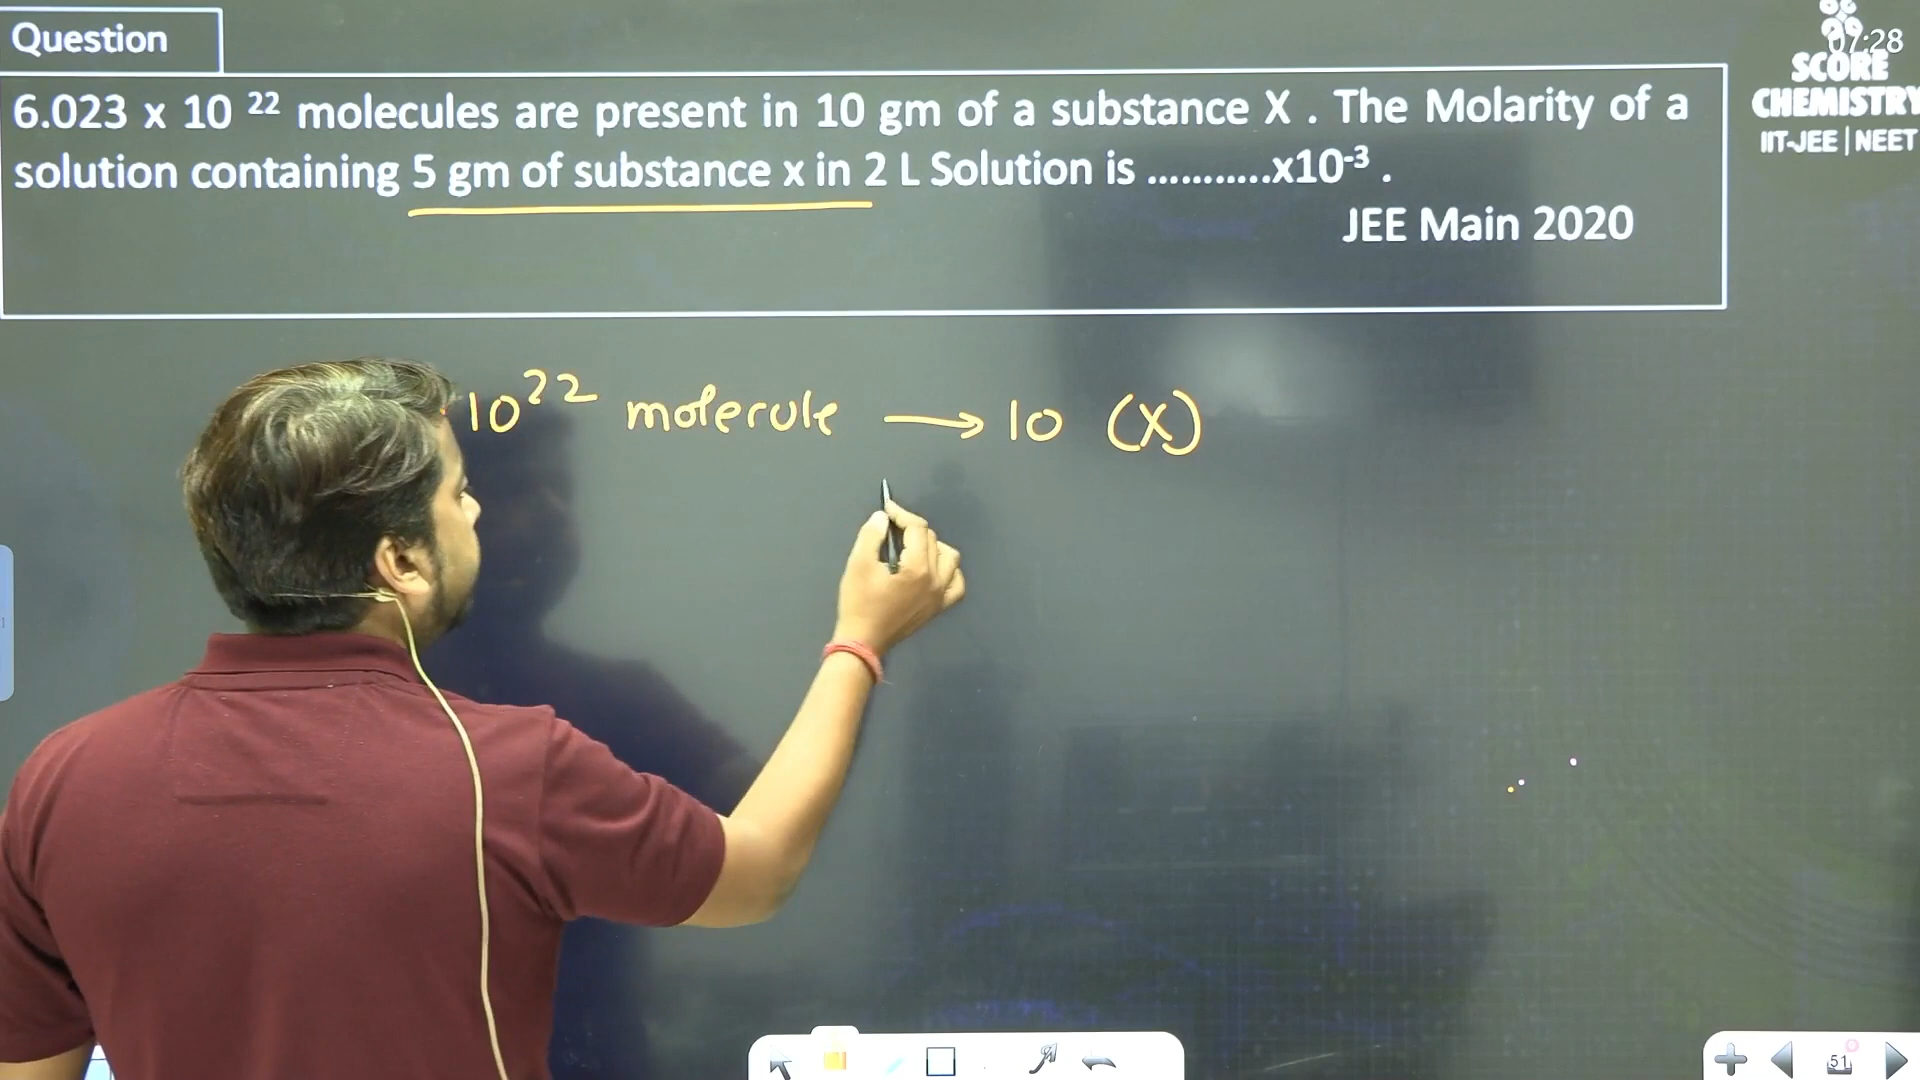 Question
07:28
SCORE
CHEMISTRY
IIT-JEE | NEET
6.023 x 10 ²² molecules are present in 10 gm of a substance X . The Molarity of a
solution containing 5 gm of substance x in 2 L Solution is ...........x10⁻³ .
JEE Main 2020
10²² molecule → 10 (X)
51